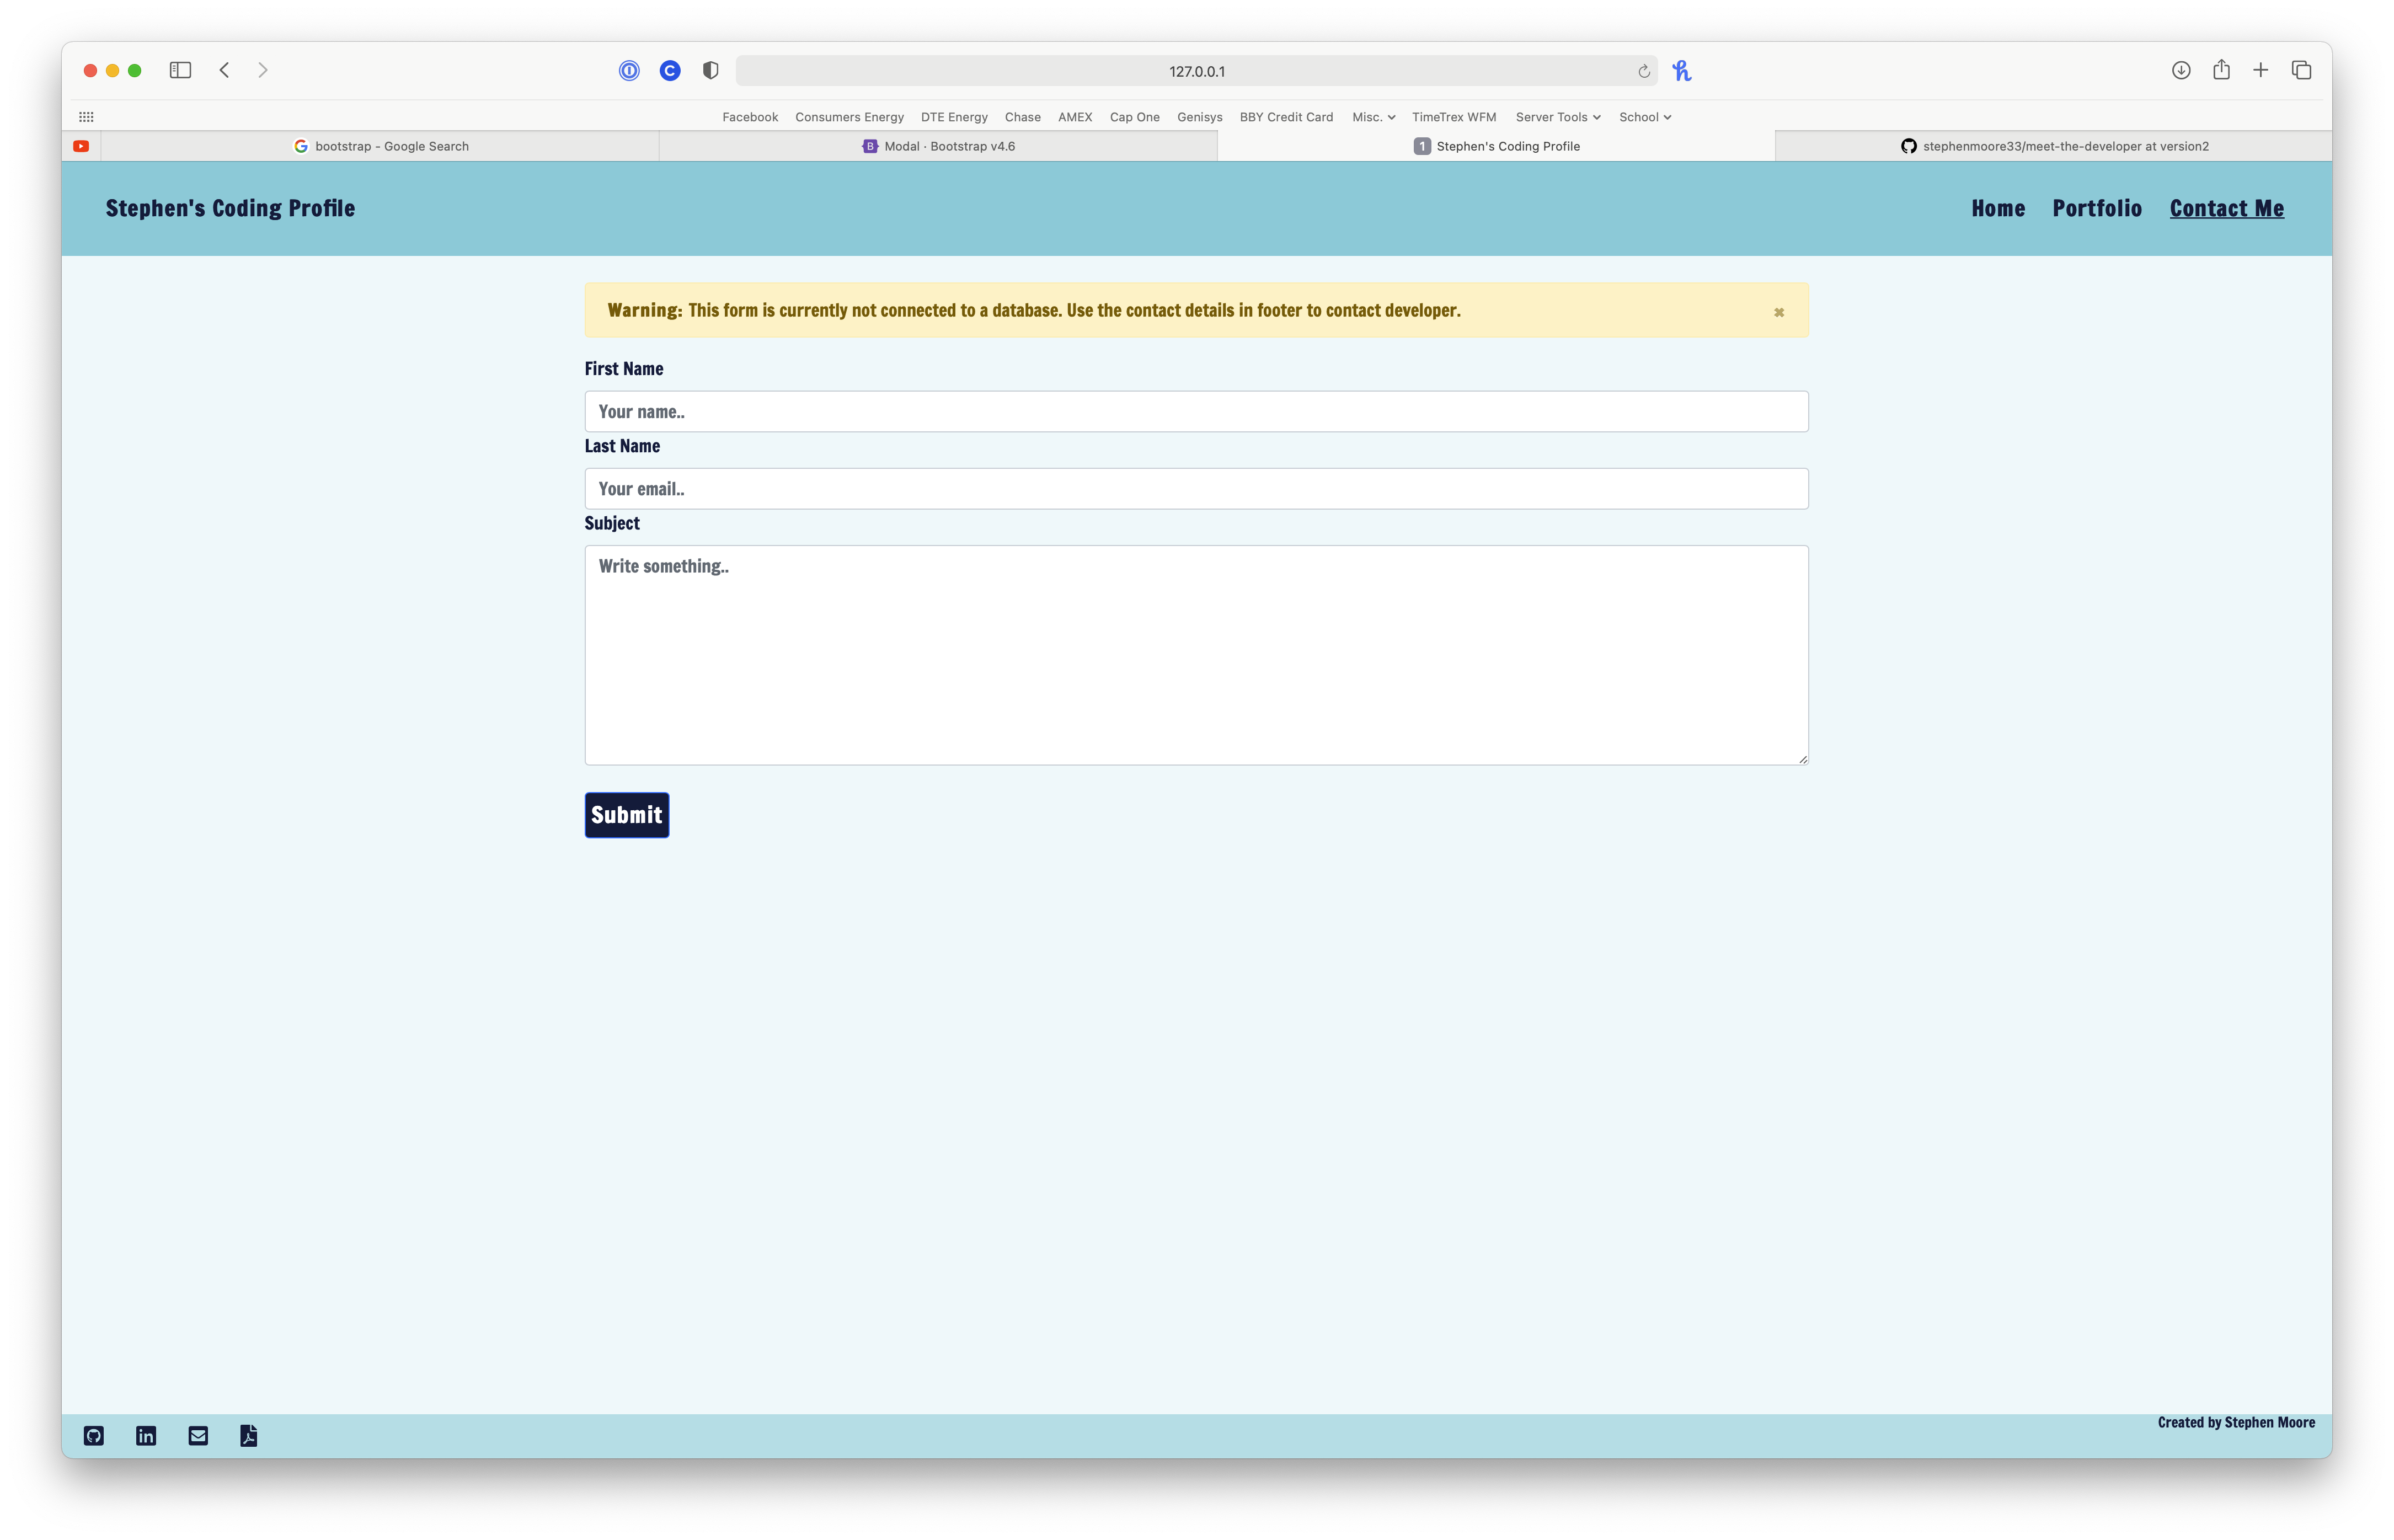 127.0.0.1
Facebook Consumers Energy DTE Energy Chase AMEX Cap One Genisys BBY Credit Card Misc. TimeTrex WFM Server Tools School
bootstrap - Google Search B Modal · Bootstrap v4.6 1 Stephen's Coding Profile stephenmoore33/meet-the-developer at version2
Stephen's Coding Profile Home Portfolio Contact Me
Warning: This form is currently not connected to a database. Use the contact details in footer to contact developer. ×
First Name
Your name..
Last Name
Your email..
Subject
Write something..
Submit
Created by Stephen Moore